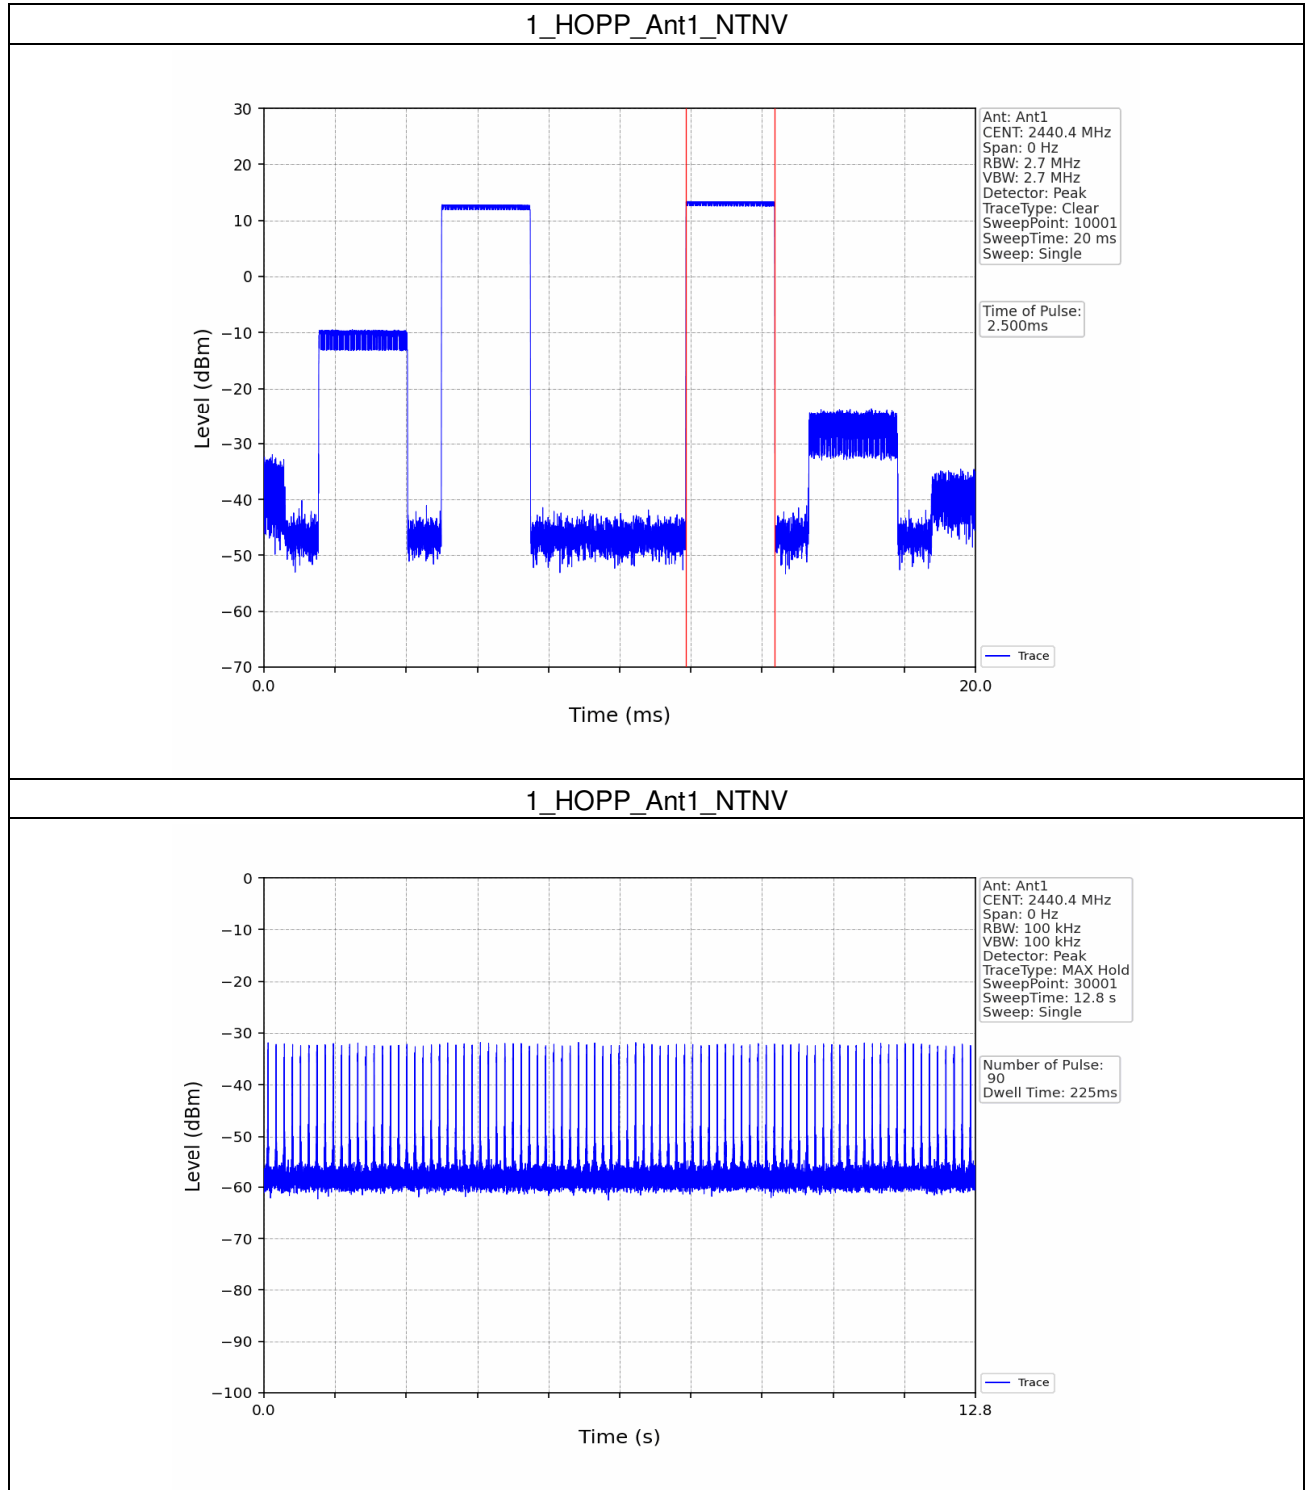 1_HOPP_Ant1_NTNV
30
20
10
0
−10
−20
−30
−40
−50
−60
−70
Level (dBm)
0.0
20.0
Time (ms)
Ant: Ant1
CENT: 2440.4 MHz
Span: 0 Hz
RBW: 2.7 MHz
VBW: 2.7 MHz
Detector: Peak
TraceType: Clear
SweepPoint: 10001
SweepTime: 20 ms
Sweep: Single
Time of Pulse:
2.500ms
Trace
1_HOPP_Ant1_NTNV
0
−10
−20
−30
−40
−50
−60
−70
−80
−90
−100
Level (dBm)
0.0
12.8
Time (s)
Ant: Ant1
CENT: 2440.4 MHz
Span: 0 Hz
RBW: 100 kHz
VBW: 100 kHz
Detector: Peak
TraceType: MAX Hold
SweepPoint: 30001
SweepTime: 12.8 s
Sweep: Single
Number of Pulse:
90
Dwell Time: 225ms
Trace